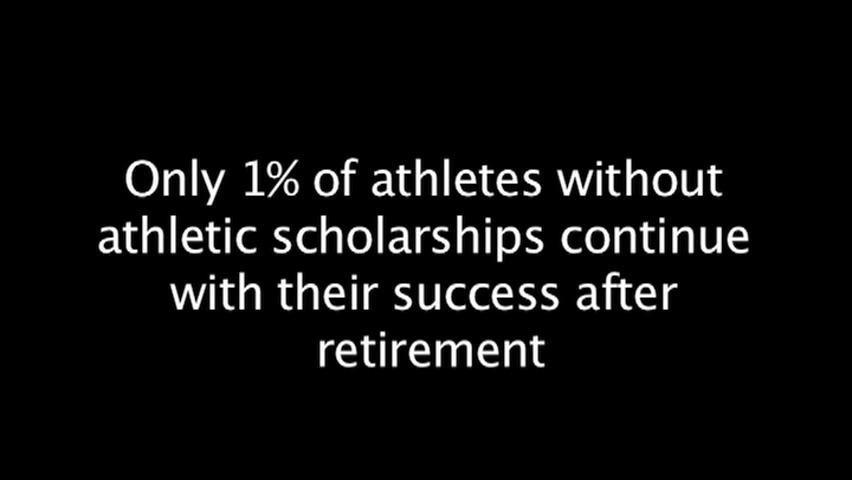 Only 1% of athletes without
athletic scholarships continue
with their success after
retirement